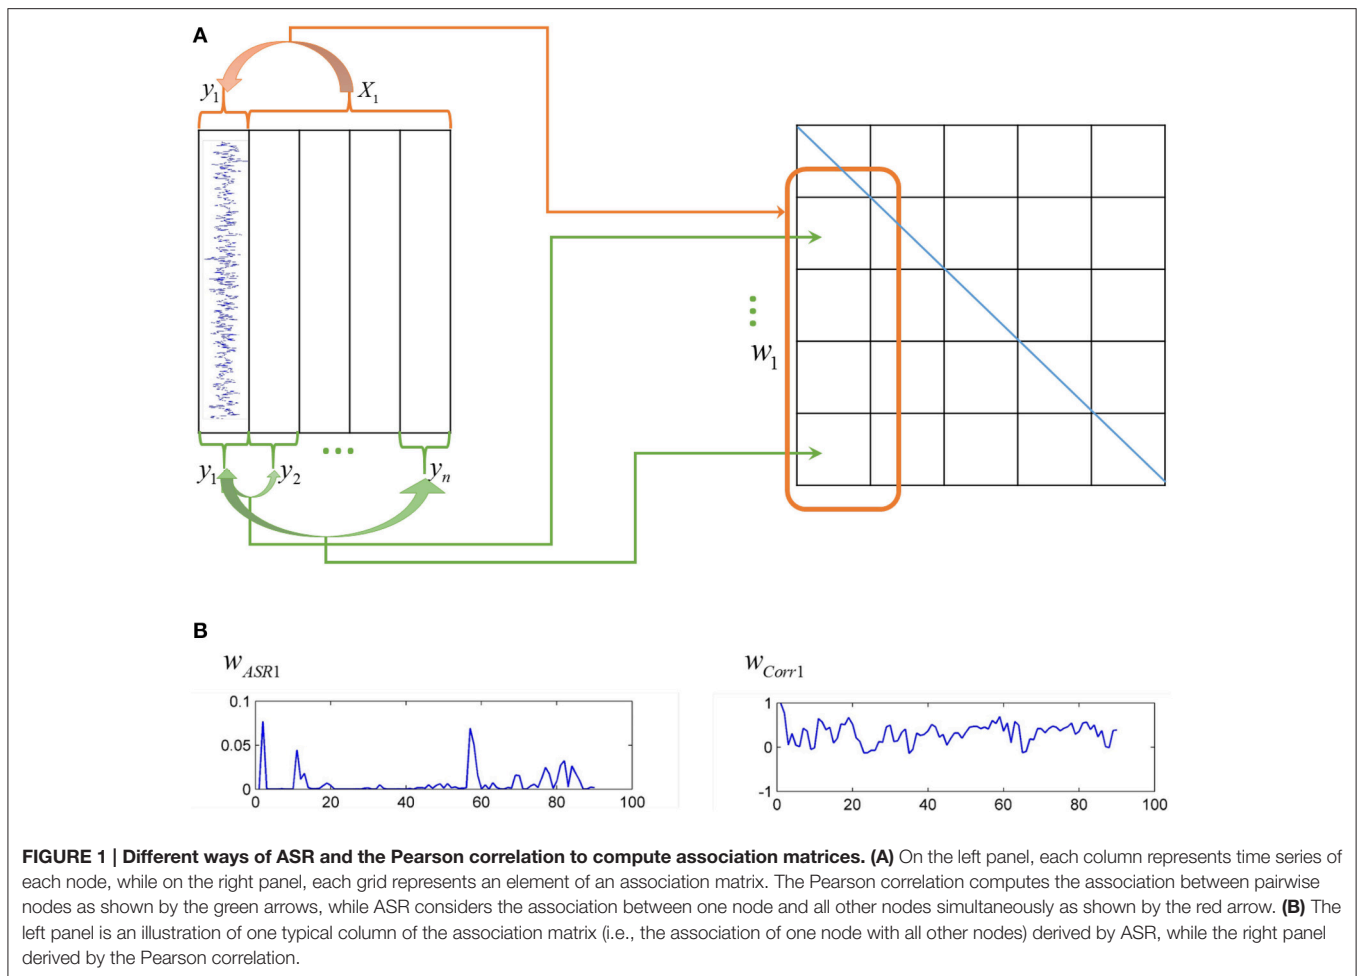 A
y1
X1
w1
y1
y2
yn
B
wASR1
wCorr1
0.1
0.05
0
0
20
40
60
80
100
1
0
-1
0
20
40
60
80
100
FIGURE 1 | Different ways of ASR and the Pearson correlation to compute association matrices. (A) On the left panel, each column represents time series of
each node, while on the right panel, each grid represents an element of an association matrix. The Pearson correlation computes the association between pairwise
nodes as shown by the green arrows, while ASR considers the association between one node and all other nodes simultaneously as shown by the red arrow. (B) The
left panel is an illustration of one typical column of the association matrix (i.e., the association of one node with all other nodes) derived by ASR, while the right panel
derived by the Pearson correlation.